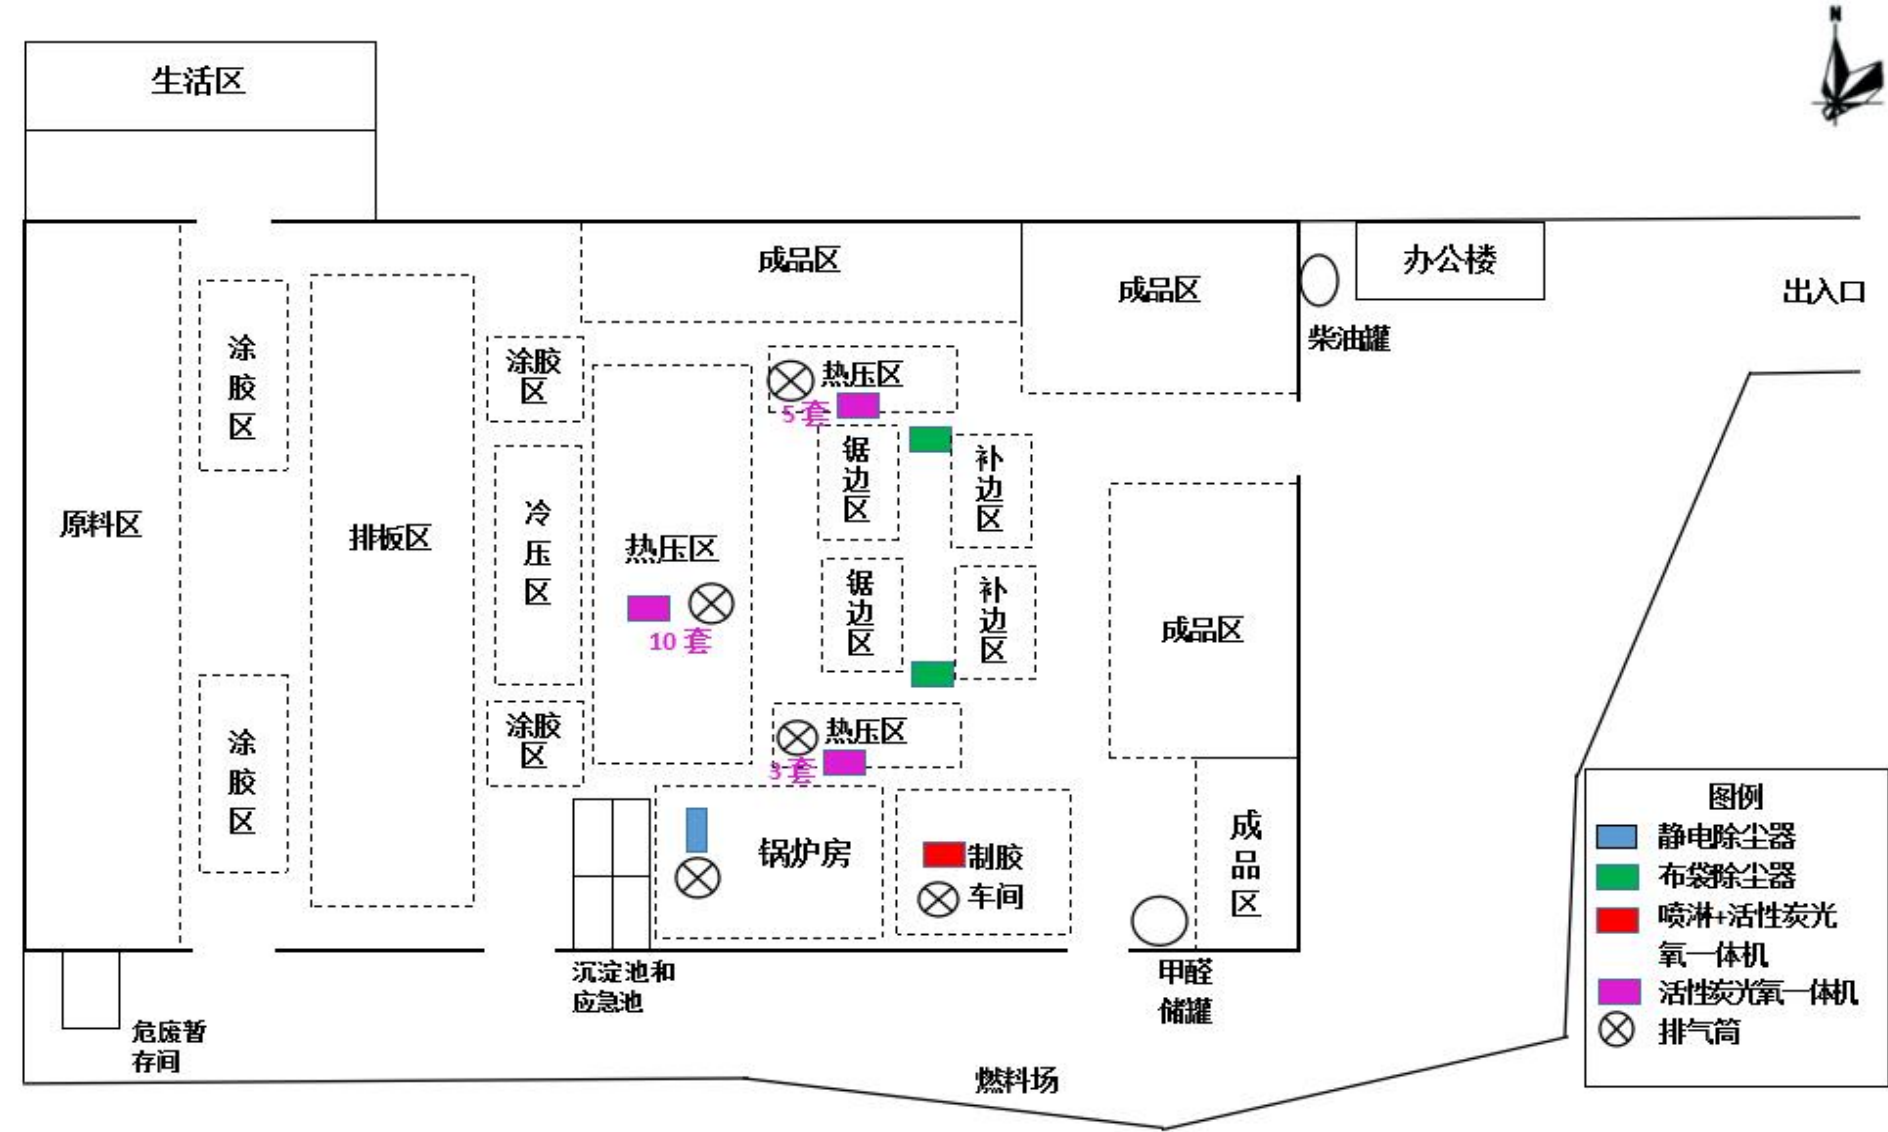 N
生活区
成品区
成品区
办公楼
出入口
柴油罐
涂
胶
区
涂胶
区
热压区
5套
锯
边
区
补
边
区
原料区
排板区
冷
压
区
热压区
10套
锯
边
区
补
边
区
成品区
涂
胶
区
涂胶
区
热压区
3套
锅炉房
制胶
车间
成
品
区
沉淀池和
应急池
甲醛
储罐
危废暂
存间
燃料场
图例
静电除尘器
布袋除尘器
喷淋+活性炭光
氧一体机
活性炭光氧一体机
排气筒